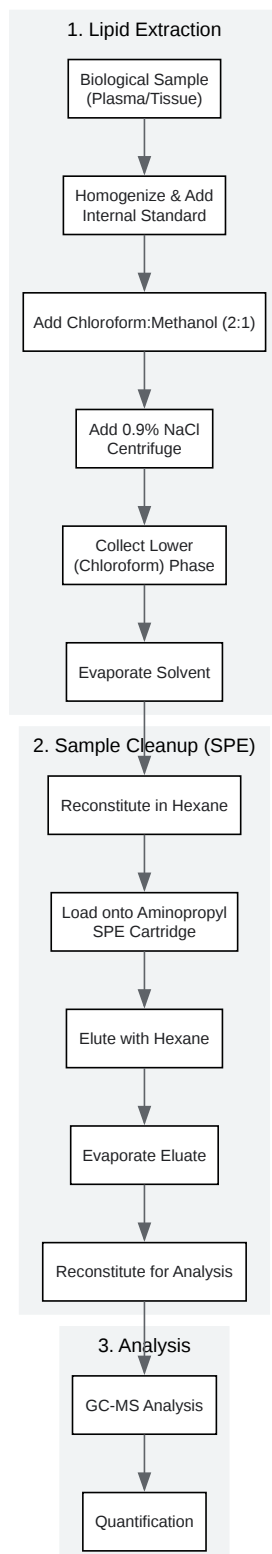 1. Lipid Extraction
Biological Sample
(Plasma/Tissue)
Homogenize & Add
Internal Standard
Add Chloroform:Methanol (2:1)
Add 0.9% NaCl
Centrifuge
Collect Lower
(Chloroform) Phase
Evaporate Solvent
2. Sample Cleanup (SPE)
Reconstitute in Hexane
Load onto Aminopropyl
SPE Cartridge
Elute with Hexane
Evaporate Eluate
Reconstitute for Analysis
3. Analysis
GC-MS Analysis
Quantification